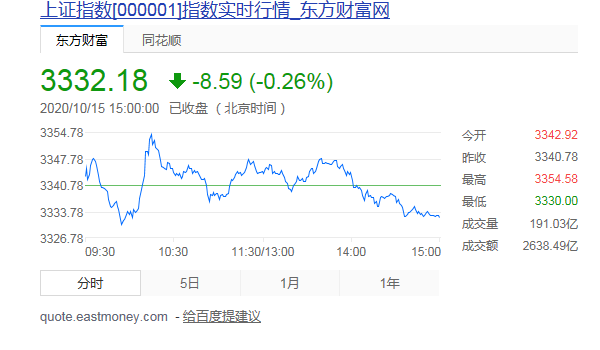 上证指数[000001]指数实时行情_东方财富网
东方财富 同花顺
3332.18 -8.59 (-0.26%)
2020/10/15 15:00:00 已收盘 (北京时间)
3354.78
3347.78
3340.78
3333.78
3326.78
09:30 10:30 11:30/13:00 14:00 15:00
今开 3342.92
昨收 3340.78
最高 3354.58
最低 3330.00
成交量 191.03亿
成交额 2638.49亿
分时 5日 1月 1年
quote.eastmoney.com - 给百度提建议